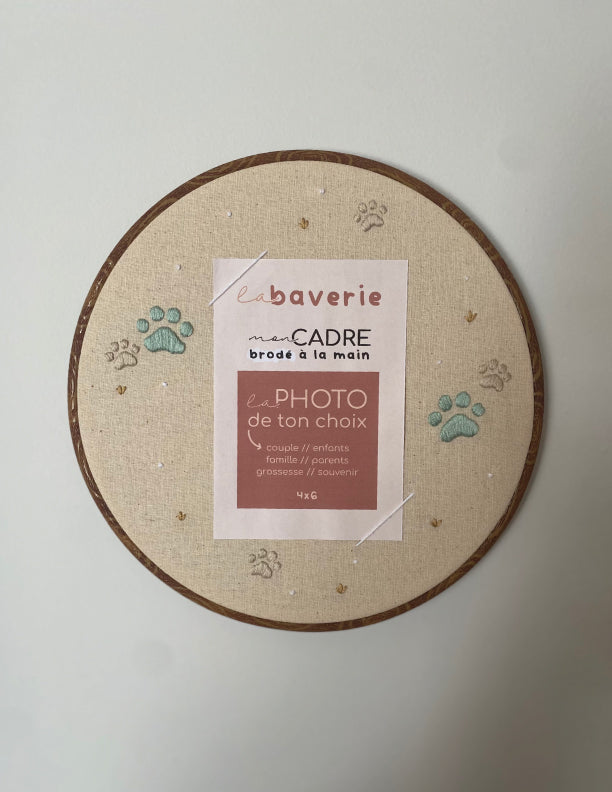 la baverie
mon CADRE
brodé à la main
la PHOTO
de ton choix
couple // enfants
famille // parents
grossesse // souvenir
4x6